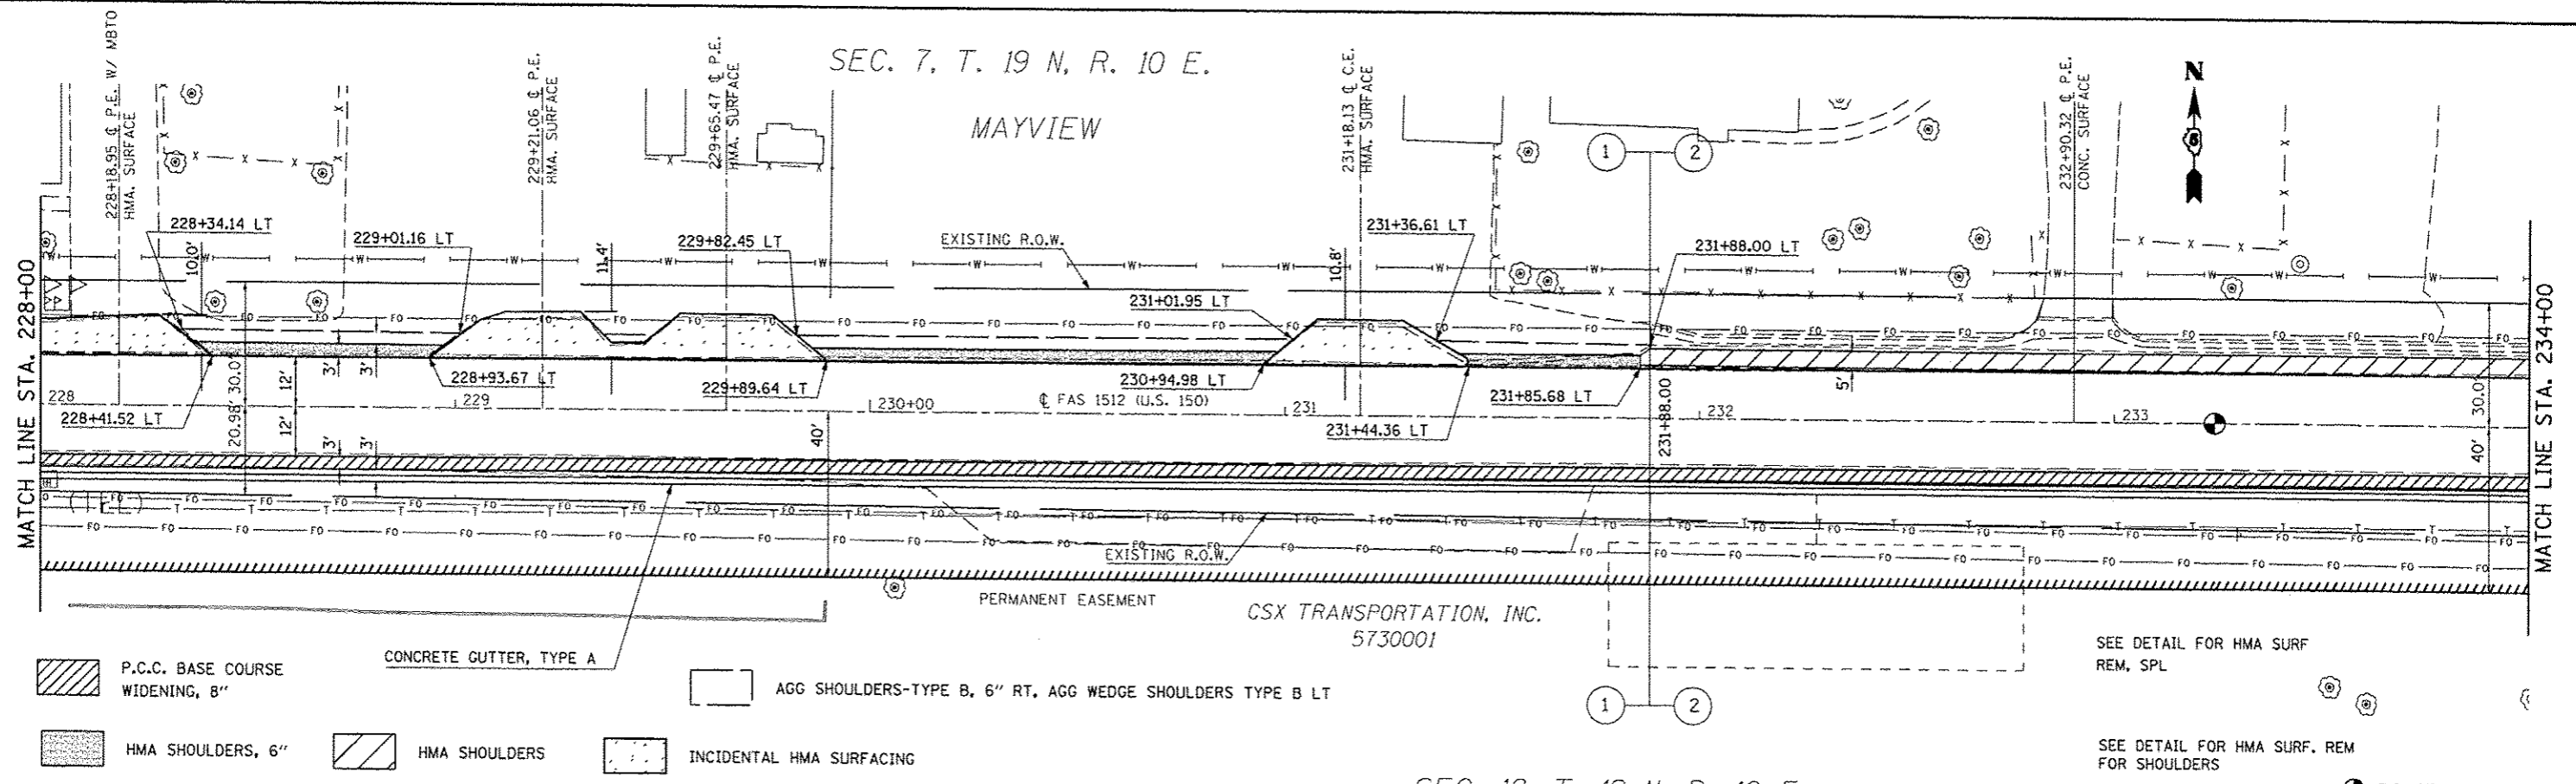 228+18.95 ℄ P.E. W/ MBTO
HMA. SURFACE
229+21.06 ℄ P.E.
HMA. SURFACE
229+65.47 ℄ P.E.
HMA. SURFACE
SEC. 7, T. 19 N, R. 10 E.
MAYVIEW
231+18.13 ℄ C.E.
HMA. SURFACE
1 2
232+90.32 ℄ P.E.
CONC. SURFACE
N
228+34.14 LT
229+01.16 LT
229+82.45 LT
EXISTING R.O.W.
231+36.61 LT
231+88.00 LT
10.0'
11.4'
10.8'
231+01.95 LT
MATCH LINE STA. 228+00
MATCH LINE STA. 234+00
228+93.67 LT
229+89.64 LT
230+94.98 LT
231+85.68 LT
228+41.52 LT
231+44.36 LT
228
229
230+00
℄ FAS 1512 (U.S. 150)
231
232
233
231+88.00
30.0'
20.98'
12'
12'
3'
3'
3'
3'
40'
5'
30.0'
40'
EXISTING R.O.W.
PERMANENT EASEMENT
CSX TRANSPORTATION, INC.
5730001
CONCRETE GUTTER, TYPE A
P.C.C. BASE COURSE
WIDENING, 8"
AGG SHOULDERS-TYPE B, 6" RT, AGG WEDGE SHOULDERS TYPE B LT
1 2
SEE DETAIL FOR HMA SURF
REM, SPL
HMA SHOULDERS, 6"
HMA SHOULDERS
INCIDENTAL HMA SURFACING
SEE DETAIL FOR HMA SURF. REM
FOR SHOULDERS